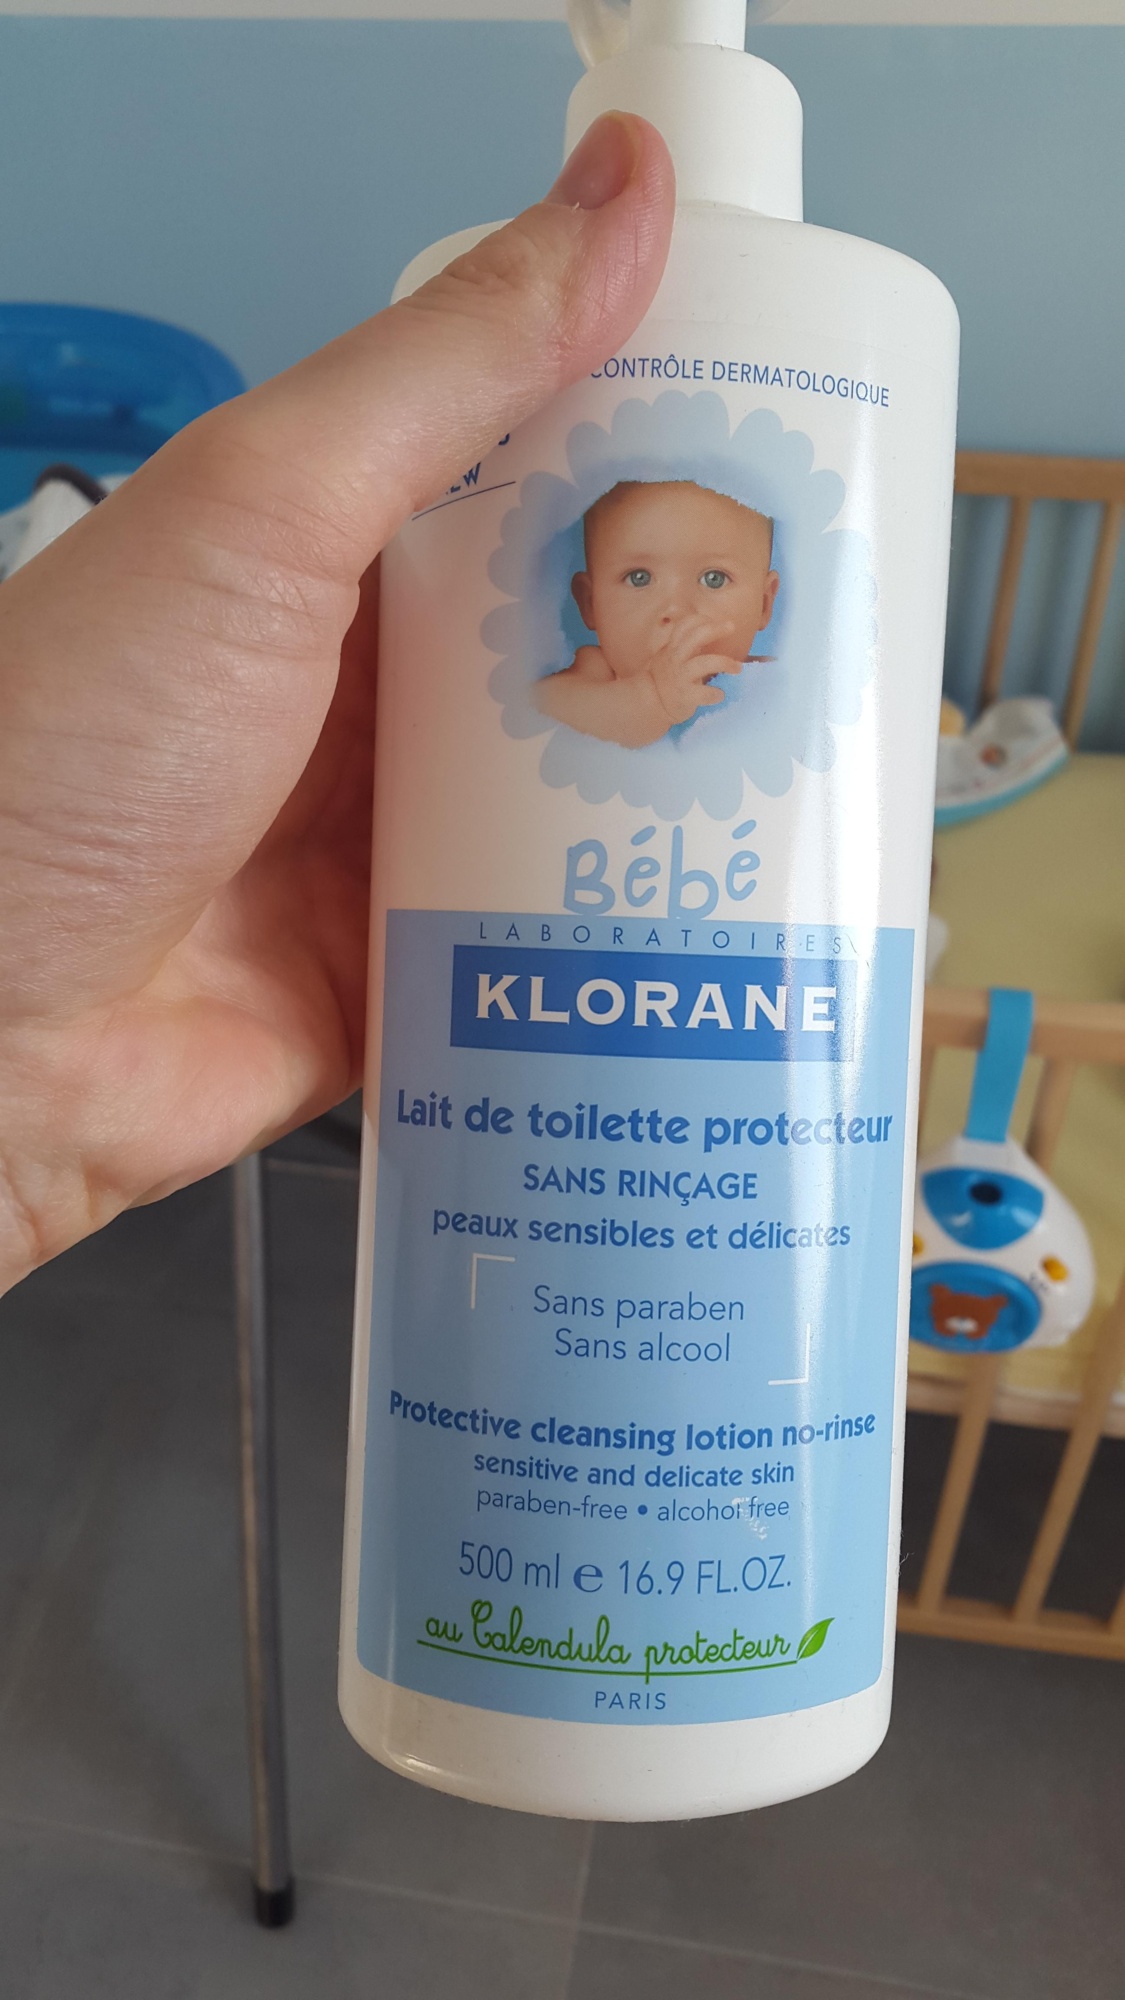 CONTRÔLE DERMATOLOGIQUE
Bébé
LABORATOIRES
KLORANE
Lait de toilette protecteur
SANS RINÇAGE
peaux sensibles et délicates
Sans paraben
Sans alcool
Protective cleansing lotion no-rinse
sensitive and delicate skin
paraben-free • alcohol free
500 ml e 16.9 FL.OZ.
au Calendula protecteur
PARIS